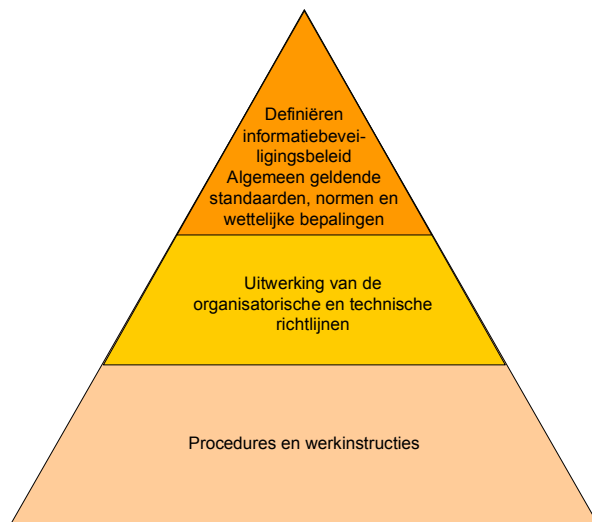 Definiëren
informatiebevei-
ligingsbeleid
Algemeen geldende
standaarden, normen en
wettelijke bepalingen
Uitwerking van de
organisatorische en technische
richtlijnen
Procedures en werkinstructies